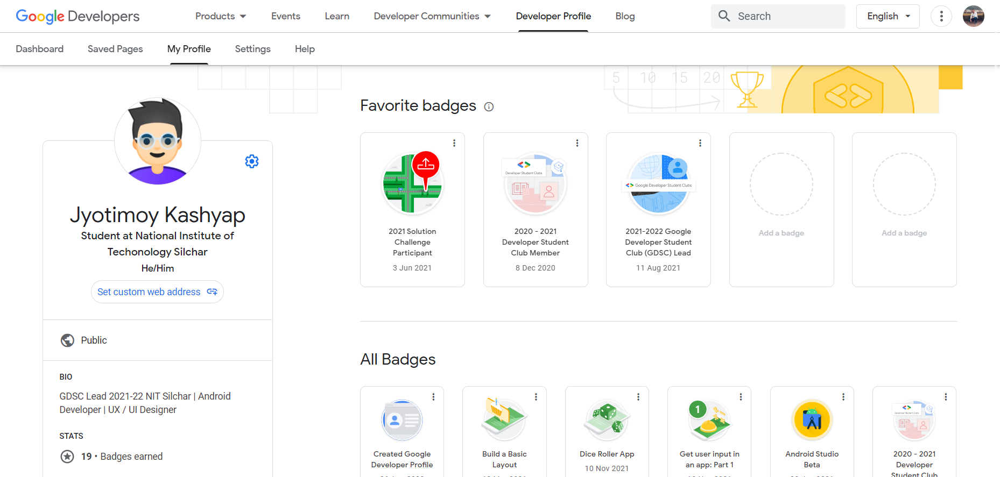 Google Developers
Products
Events
Learn
Developer Communities
Developer Profile
Blog
Search
English
Dashboard
Saved Pages
My Profile
Settings
Help
5 10 15 20
Jyotimoy Kashyap
Student at National Institute of
Techonology Silchar
He/Him
Set custom web address
Public
BIO
GDSC Lead 2021-22 NIT Silchar | Android
Developer | UX / UI Designer
STATS
19 • Badges earned
Favorite badges
Developer Student Clubs
Google Developer Student Clubs
2021 Solution
Challenge
Participant
3 Jun 2021
2020 - 2021
Developer Student
Club Member
8 Dec 2020
2021-2022 Google
Developer Student
Club (GDSC) Lead
11 Aug 2021
Add a badge
Add a badge
All Badges
Created Google
Developer Profile
Build a Basic
Layout
Dice Roller App
10 Nov 2021
1
Get user input in
an app: Part 1
Android Studio
Beta
Developer Student Clubs
2020 - 2021
Developer
Student Club